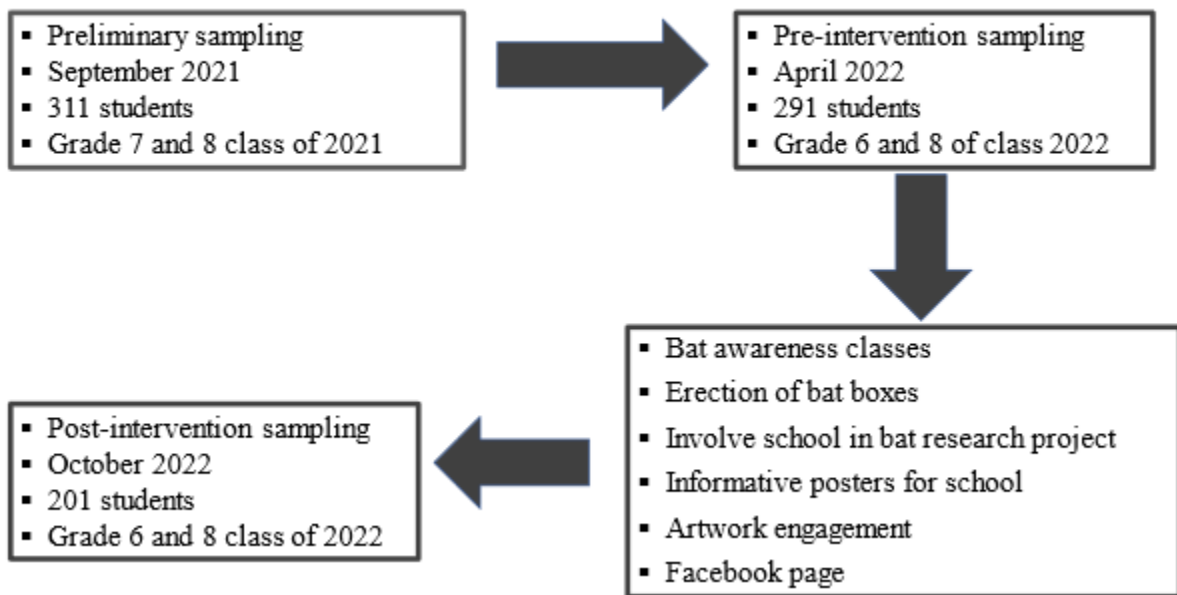 ▪ Preliminary sampling
▪ September 2021
▪ 311 students
▪ Grade 7 and 8 class of 2021
▪ Pre-intervention sampling
▪ April 2022
▪ 291 students
▪ Grade 6 and 8 of class 2022
▪ Bat awareness classes
▪ Erection of bat boxes
▪ Involve school in bat research project
▪ Informative posters for school
▪ Artwork engagement
▪ Facebook page
▪ Post-intervention sampling
▪ October 2022
▪ 201 students
▪ Grade 6 and 8 class of 2022